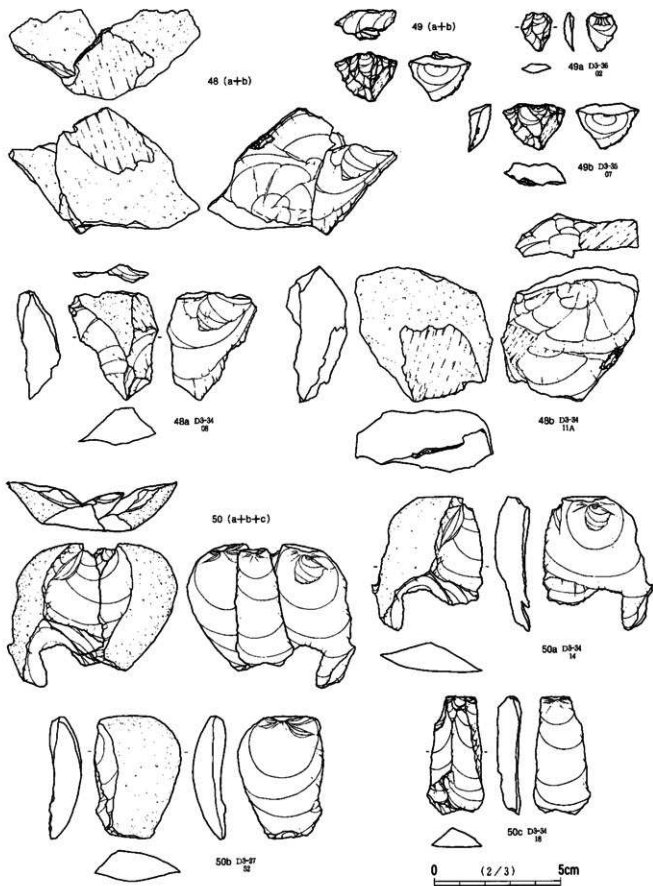 48 (a+b)
49 (a+b)
49a D3-36
02
49b D3-35
07
48a D3-34
08
48b D3-34
11A
50 (a+b+c)
50a D3-34
14
50b D3-27
52
50c D3-34
16
0 (2/3) 5cm